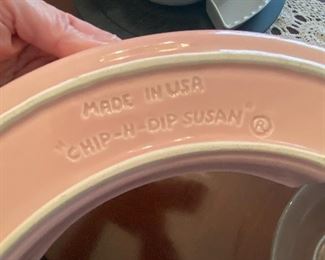 MADE IN USA
"CHIP-N-DIP SUSAN" ®